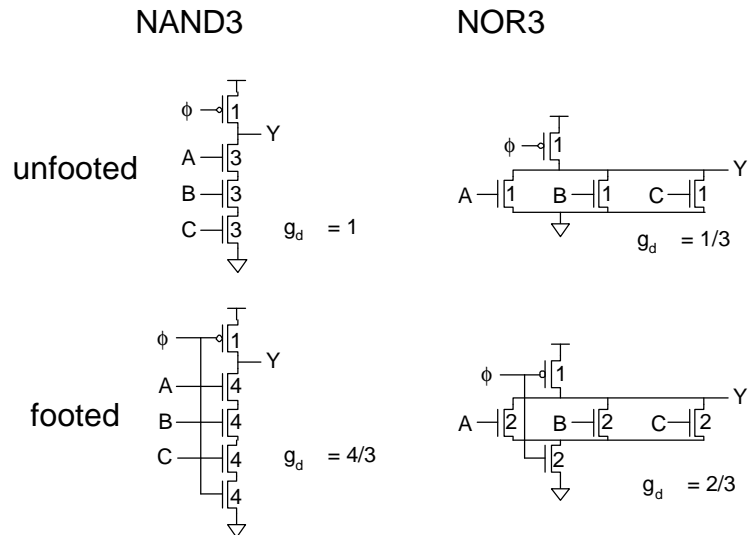 NAND3
NOR3
unfooted
ϕ
1
Y
A
3
B
3
C
3
g_d = 1
ϕ
1
Y
A
1
B
1
C
1
g_d = 1/3
footed
ϕ
1
Y
A
4
B
4
C
4
4
g_d = 4/3
ϕ
1
Y
A
2
B
2
C
2
2
g_d = 2/3